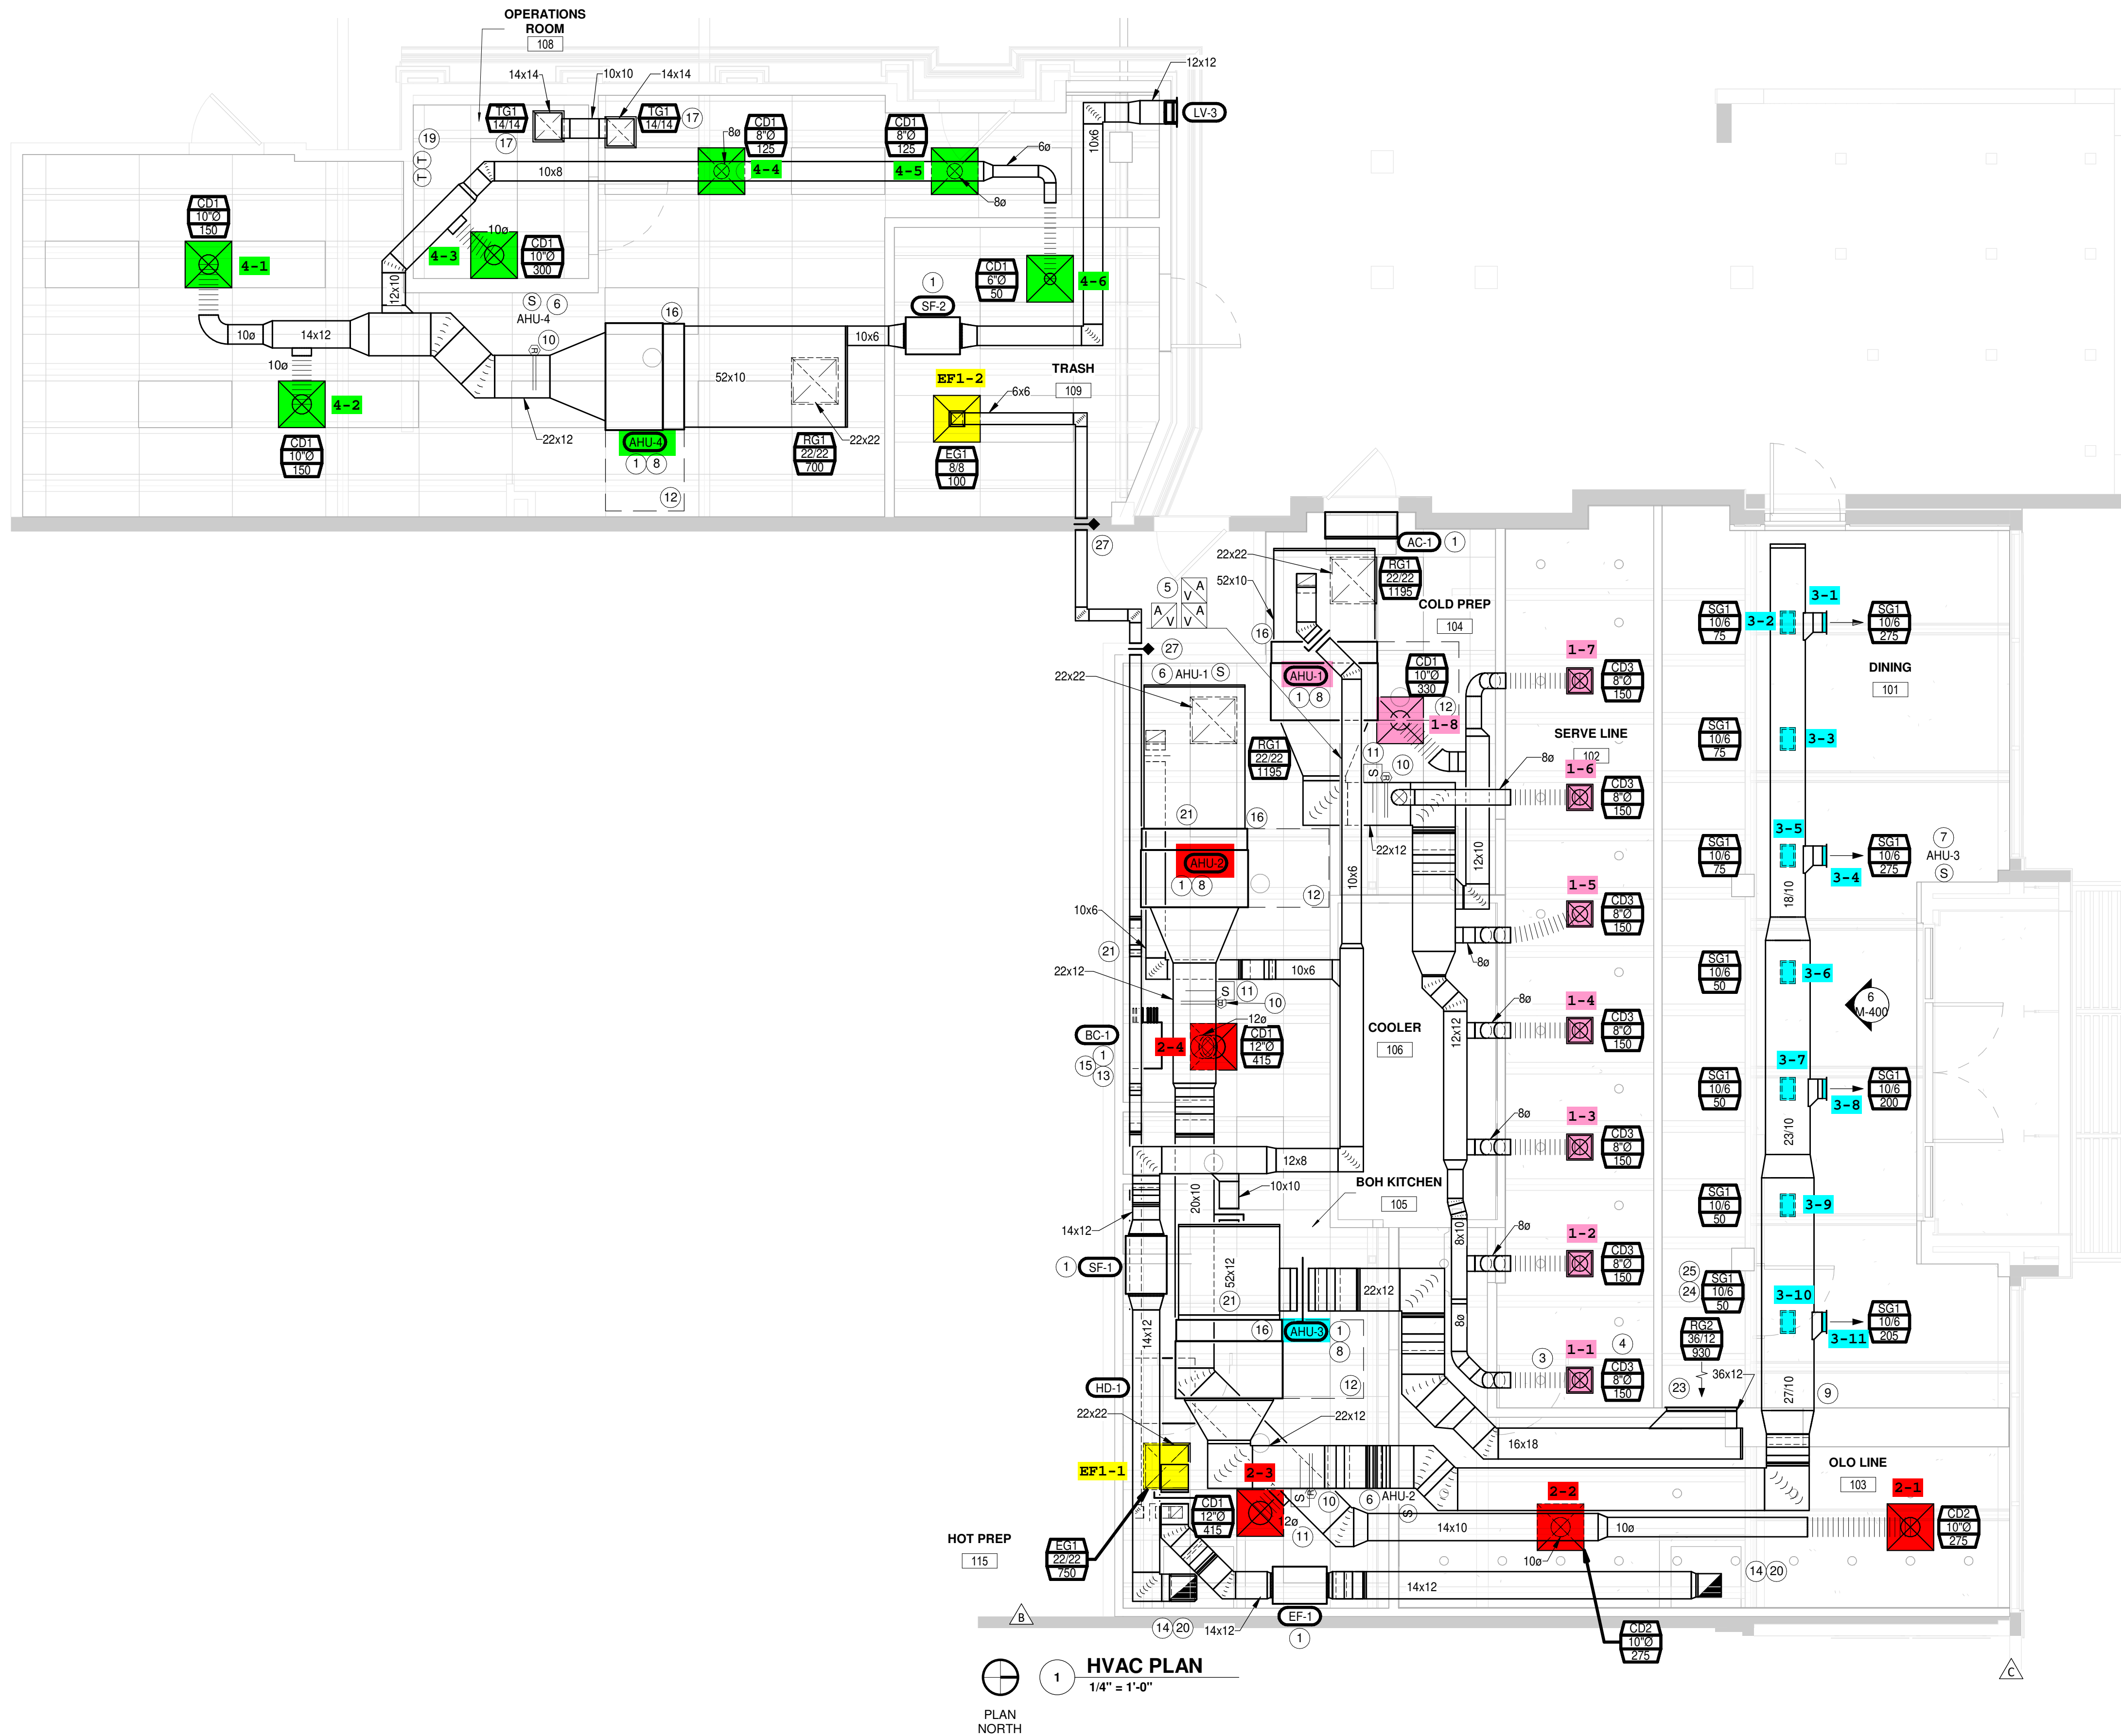 OPERATIONS
ROOM
108
14x14
10x10
14x14
12x12
LV-3
TG1
14/14
17
TG1
14/14
17
19
T
T
8ø
CD1
8"Ø
125
4-4
CD1
8"Ø
125
4-5
6ø
8ø
10x6
10x8
CD1
10"Ø
150
4-1
10ø
4-3
CD1
10"Ø
300
12x10
S
6
AHU-4
16
1
SF-2
CD1
6"Ø
50
4-6
10ø
14x12
10
10x6
10ø
4-2
CD1
10"Ø
150
22x12
52x10
AHU-4
1
8
12
RG1
22/22
700
22x22
EF1-2
6x6
TRASH
109
EG1
8/8
100
27
27
AC-1
1
22x22
52x10
RG1
22/22
1195
COLD PREP
104
5
A
V
A
V
A
V
16
6
AHU-1
S
22x22
AHU-1
1
8
CD1
10"Ø
330
12
1-8
1-7
CD3
8"Ø
150
SERVE LINE
102
8ø
1-6
CD3
8"Ø
150
11
S
10
22x12
RG1
22/22
1195
21
16
AHU-2
1
8
12
10x6
12x10
1-5
CD3
8"Ø
150
8ø
10x6
21
22x12
10x6
S
11
10
12ø
2-4
CD1
12"Ø
415
BC-1
1
15
13
COOLER
106
12x12
8ø
1-4
CD3
8"Ø
150
8ø
1-3
CD3
8"Ø
150
12x8
10x10
20x10
BOH KITCHEN
105
8ø
1-2
CD3
8"Ø
150
8x10
14x12
1
SF-1
52x12
21
22x12
8ø
16
AHU-3
1
8
12
14x12
1-1
3
4
CD3
8"Ø
150
SG1
10/6
75
3-2
3-1
SG1
10/6
275
DINING
101
SG1
10/6
75
3-3
SG1
10/6
75
3-5
3-4
SG1
10/6
275
7
AHU-3
S
18/10
SG1
10/6
50
3-6
6
M-400
SG1
10/6
50
3-7
3-8
SG1
10/6
200
23/10
SG1
10/6
50
3-9
25
24
SG1
10/6
50
3-10
3-11
SG1
10/6
205
RG2
36/12
930
36x12
23
27/10
9
HD-1
22x22
22x12
16x18
EF1-1
2-3
CD1
12"Ø
415
12ø
S
11
10
6
AHU-2
S
14x10
2-2
10ø
10ø
OLO LINE
103
2-1
CD2
10"Ø
275
HOT PREP
115
EG1
22/22
750
14x12
14
20
14
20
14x12
EF-1
1
CD2
10"Ø
275
B
C
1
HVAC PLAN
1/4" = 1'-0"
PLAN
NORTH